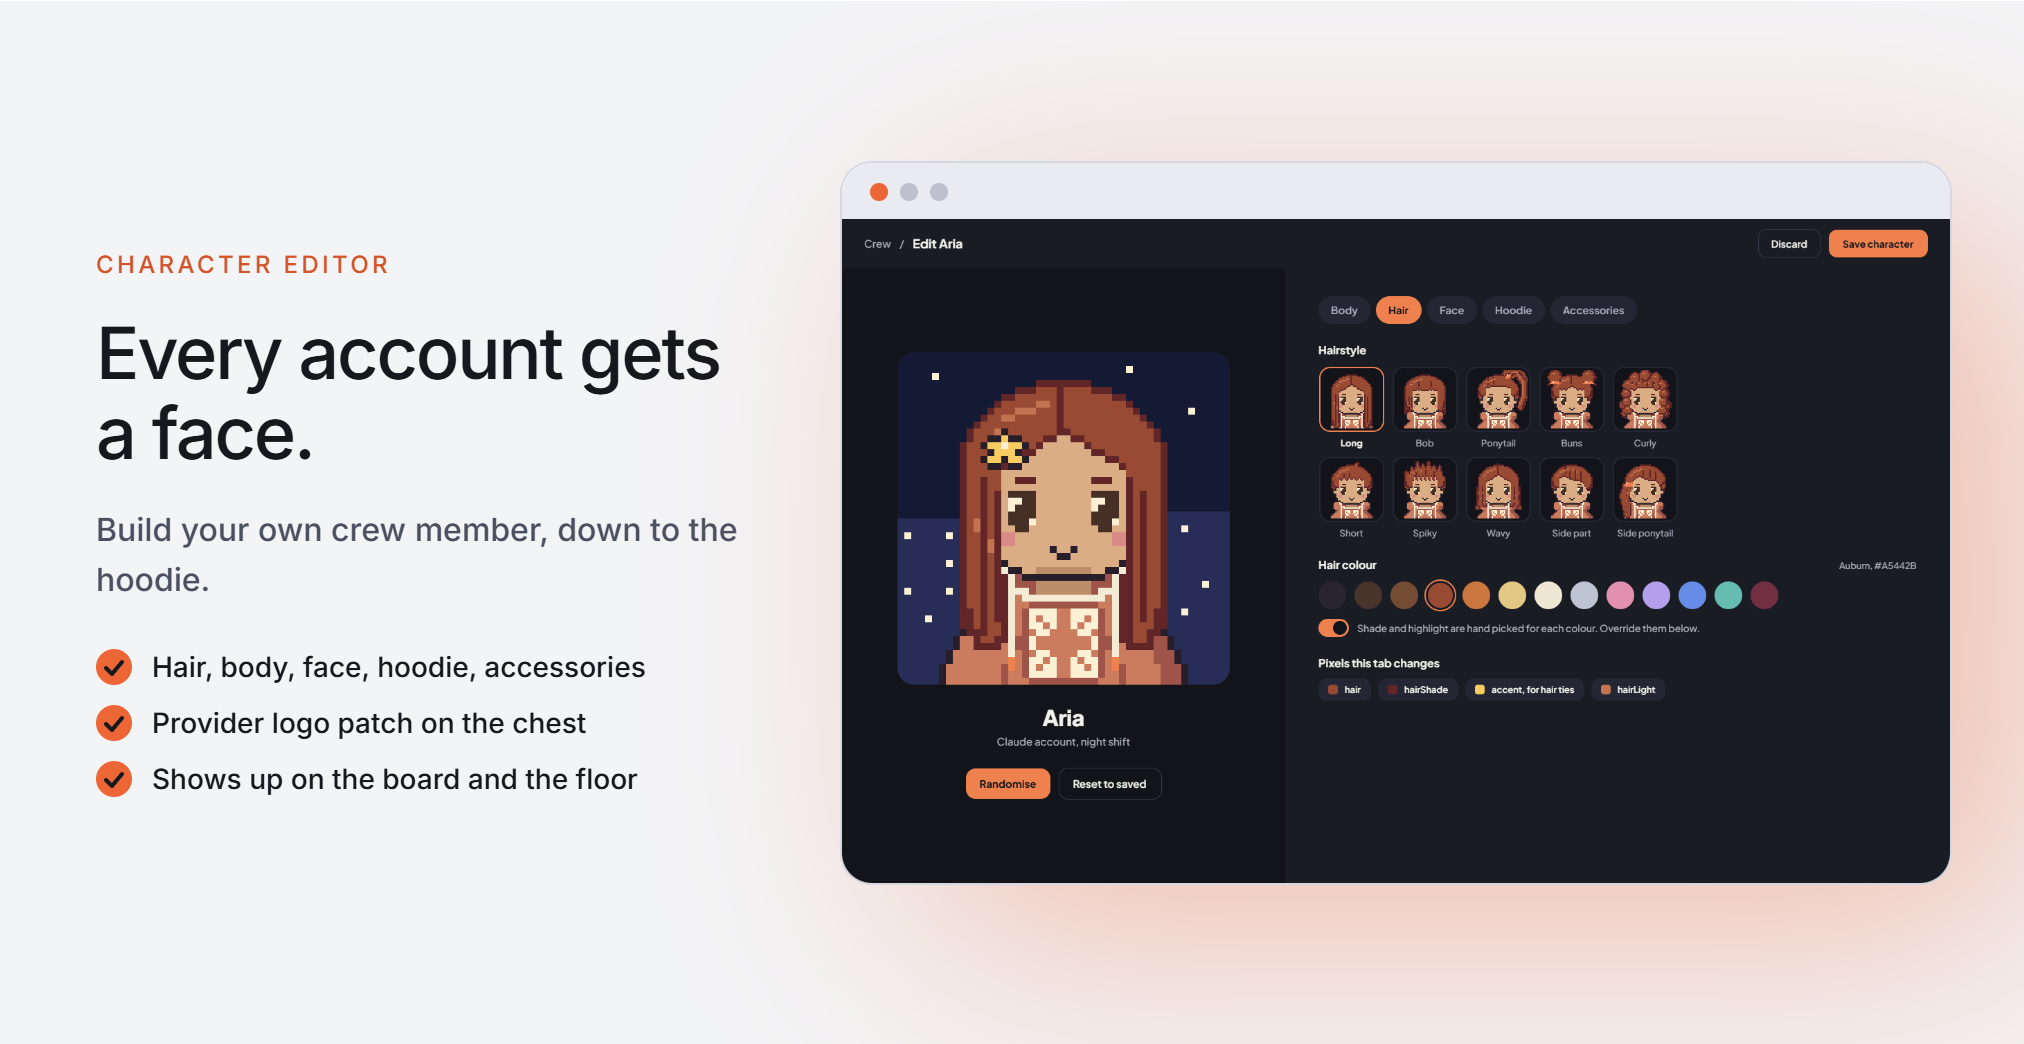 CHARACTER EDITOR
Every account gets
a face.
Build your own crew member, down to the
hoodie.
Hair, body, face, hoodie, accessories
Provider logo patch on the chest
Shows up on the board and the floor
Crew / Edit Aria
Discard
Save character
Aria
Claude account, night shift
Randomise
Reset to saved
Body
Hair
Face
Hoodie
Accessories
Hairstyle
Long
Bob
Ponytail
Buns
Curly
Short
Spiky
Wavy
Side part
Side ponytail
Hair colour
Auburn, #A5442B
Shade and highlight are hand picked for each colour. Override them below.
Pixels this tab changes
hair
hairShade
accent, for hair ties
hairLight